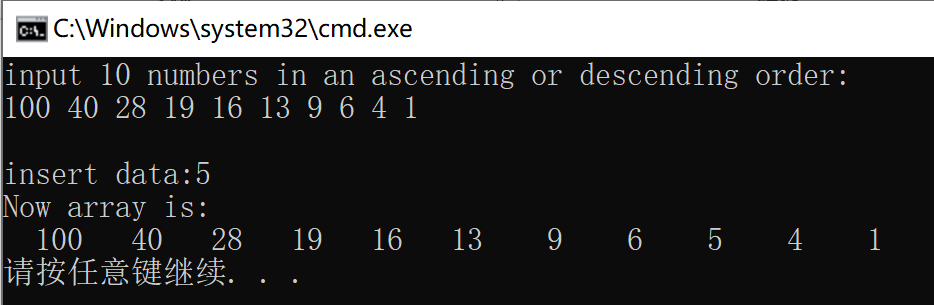 C:\Windows\system32\cmd.exe
input 10 numbers in an ascending or descending order:
100 40 28 19 16 13 9 6 4 1
insert data:5
Now array is:
100 40 28 19 16 13 9 6 5 4 1
请按任意键继续. . .